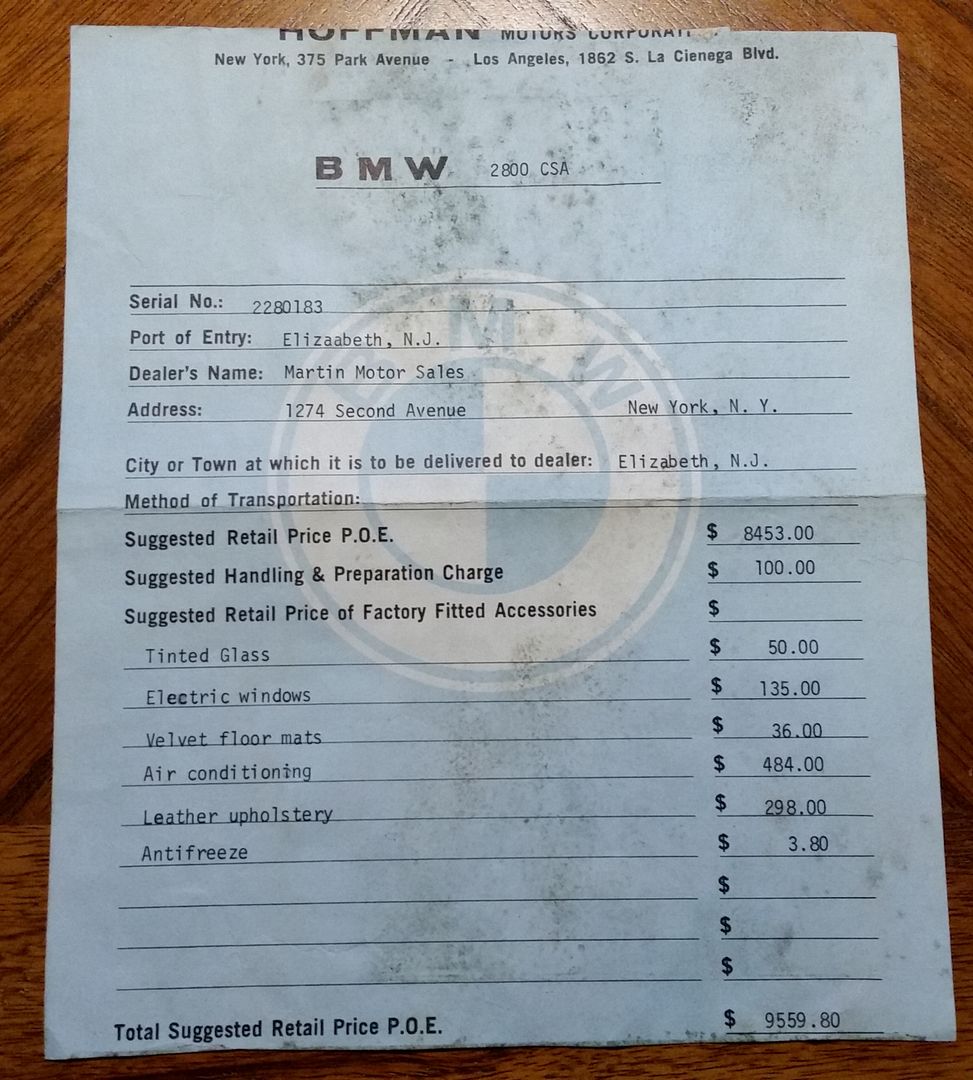 HOFFMAN MOTORS CORPORATI
New York, 375 Park Avenue - Los Angeles, 1862 S. La Cienega Blvd.
BMW 2800 CSA
Serial No.: 2280183
Port of Entry: Elizaabeth, N.J.
Dealer's Name: Martin Motor Sales
Address: 1274 Second Avenue New York, N. Y.
City or Town at which it is to be delivered to dealer: Elizabeth, N.J.
Method of Transportation:
Suggested Retail Price P.O.E. $ 8453.00
Suggested Handling & Preparation Charge $ 100.00
Suggested Retail Price of Factory Fitted Accessories $
Tinted Glass $ 50.00
Electric windows $ 135.00
Velvet floor mats $ 36.00
Air conditioning $ 484.00
Leather upholstery $ 298.00
Antifreeze $ 3.80
$
$
$
Total Suggested Retail Price P.O.E. $ 9559.80
BMW